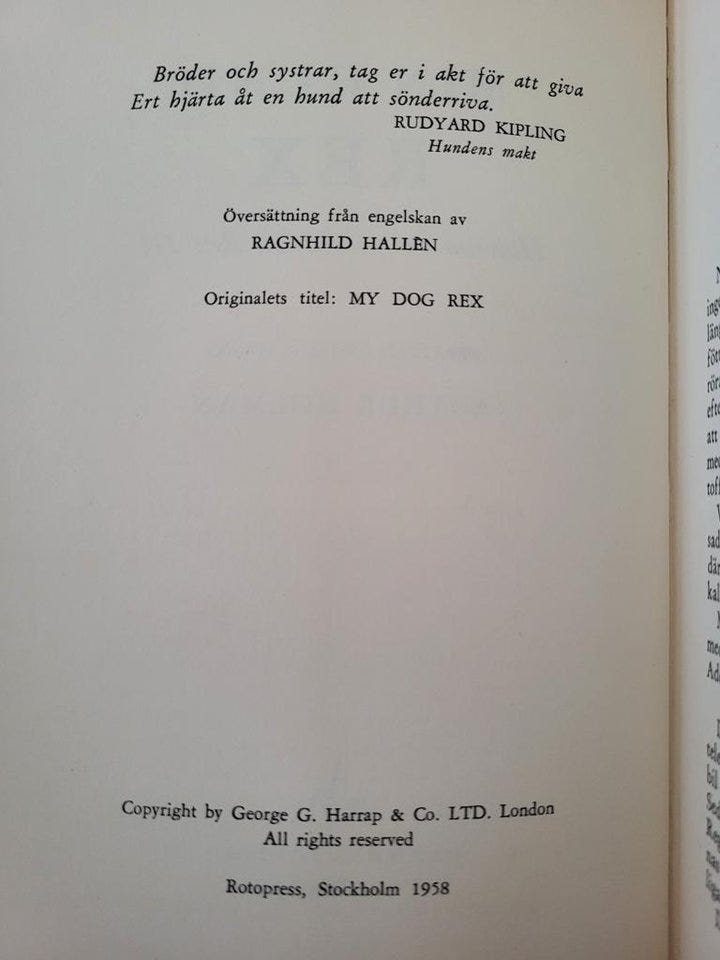 Bröder och systrar, tag er i akt för att giva
Ert hjärta åt en hund att sönderriva.
RUDYARD KIPLING
Hundens makt
Översättning från engelskan av
RAGNHILD HALLÈN
Originalets titel: MY DOG REX
Copyright by George G. Harrap & Co. LTD. London
All rights reserved
Rotopress, Stockholm 1958